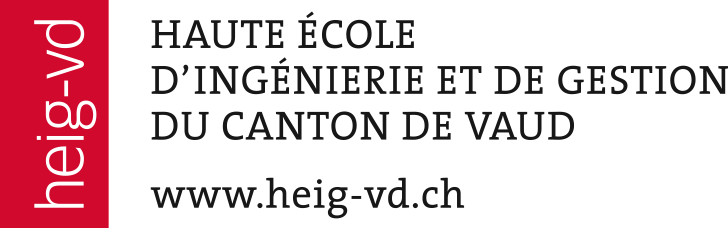 heig-vd
HAUTE ÉCOLE
D’INGÉNIERIE ET DE GESTION
DU CANTON DE VAUD
www.heig-vd.ch